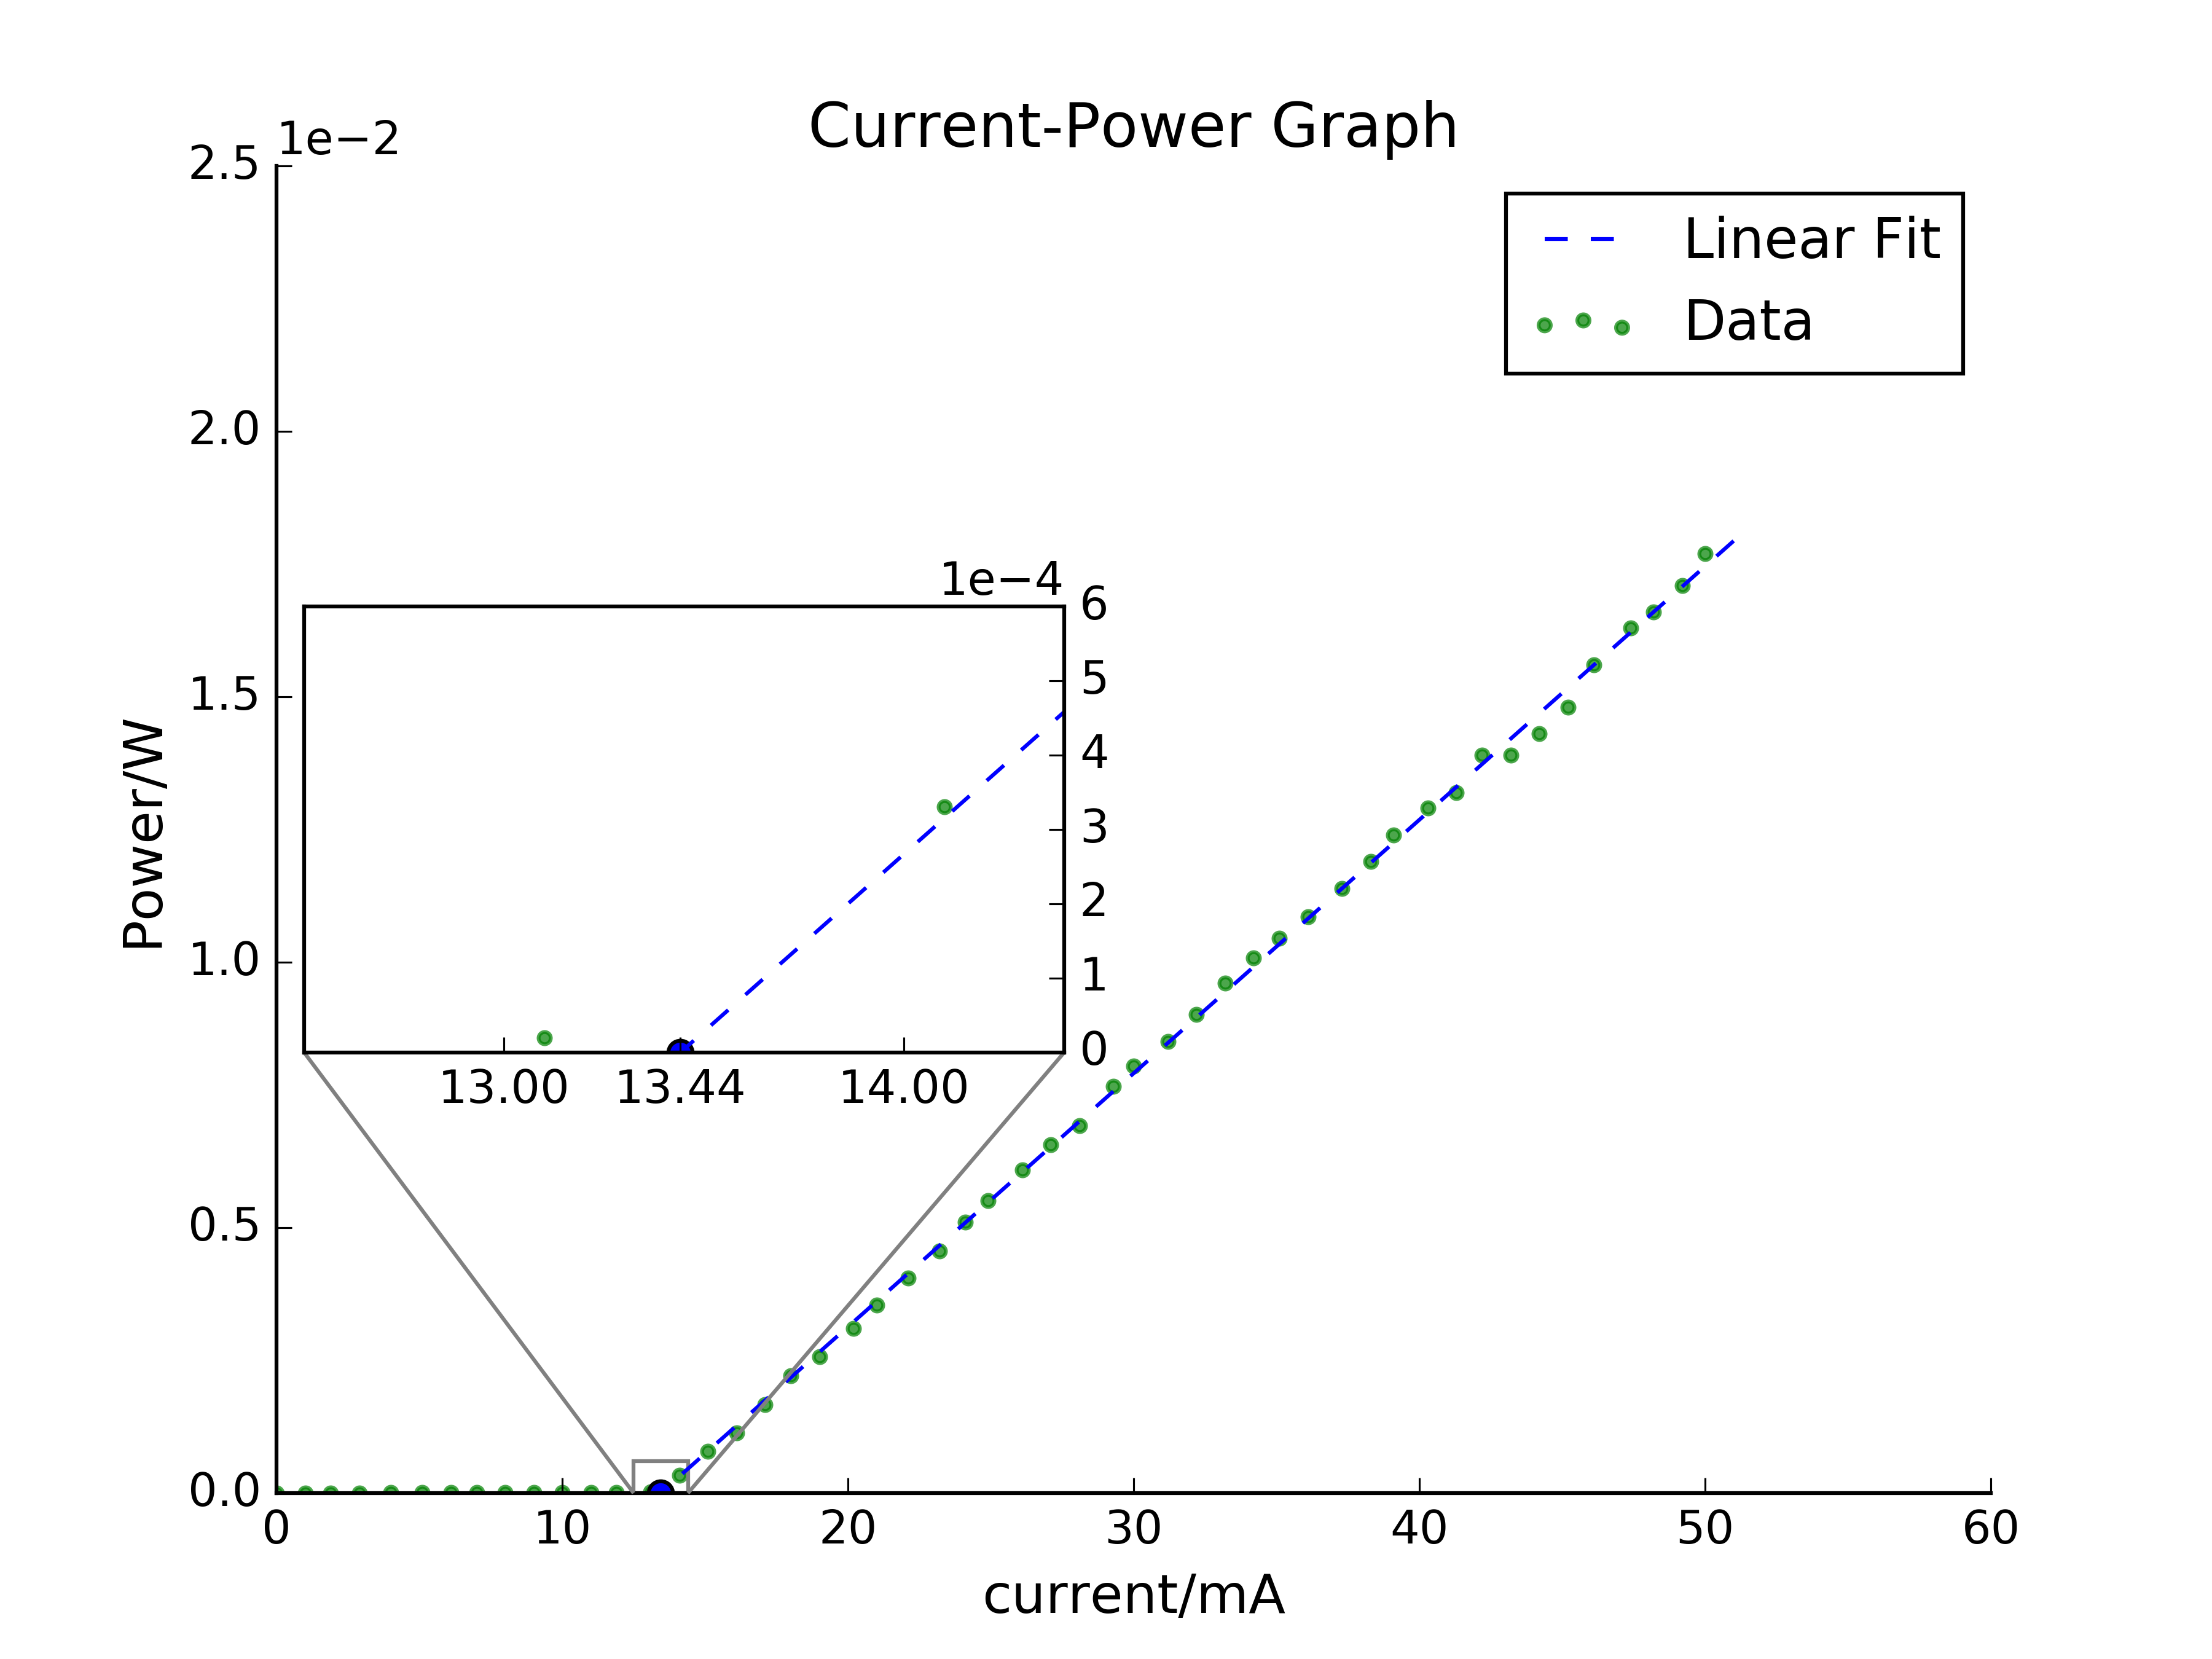 Current-Power Graph
1e−2
2.5
2.0
1.5
1.0
0.5
0.0
Power/W
Linear Fit
Data
1e−4
6
5
4
3
2
1
0
13.00 13.44 14.00
0 10 20 30 40 50 60
current/mA